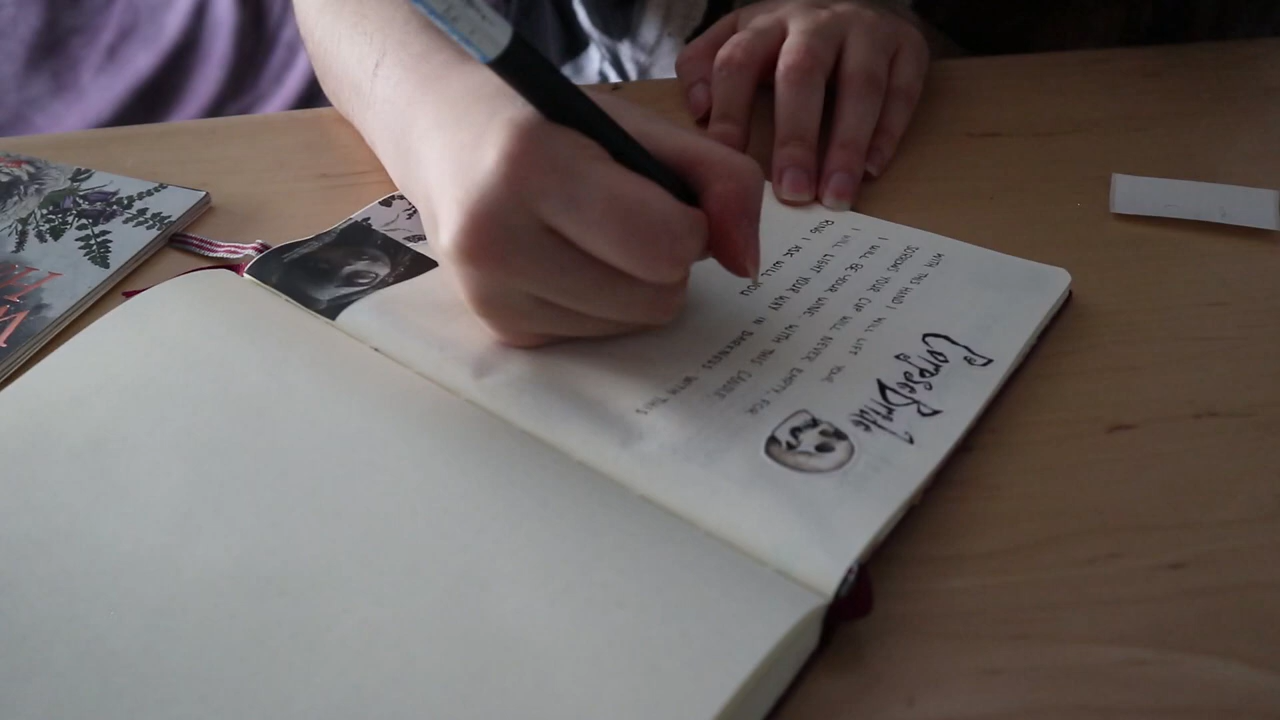 Corpse Bride
WITH THIS HAND I WILL LIFT YOUR
SORROWS YOUR CUP WILL NEVER EMPTY, FOR
I WILL BE YOUR WINE WITH THIS CANDLE,
I WILL LIGHT YOUR WAY IN DARKNESS WITH THIS
RING I ASK WILL YOU